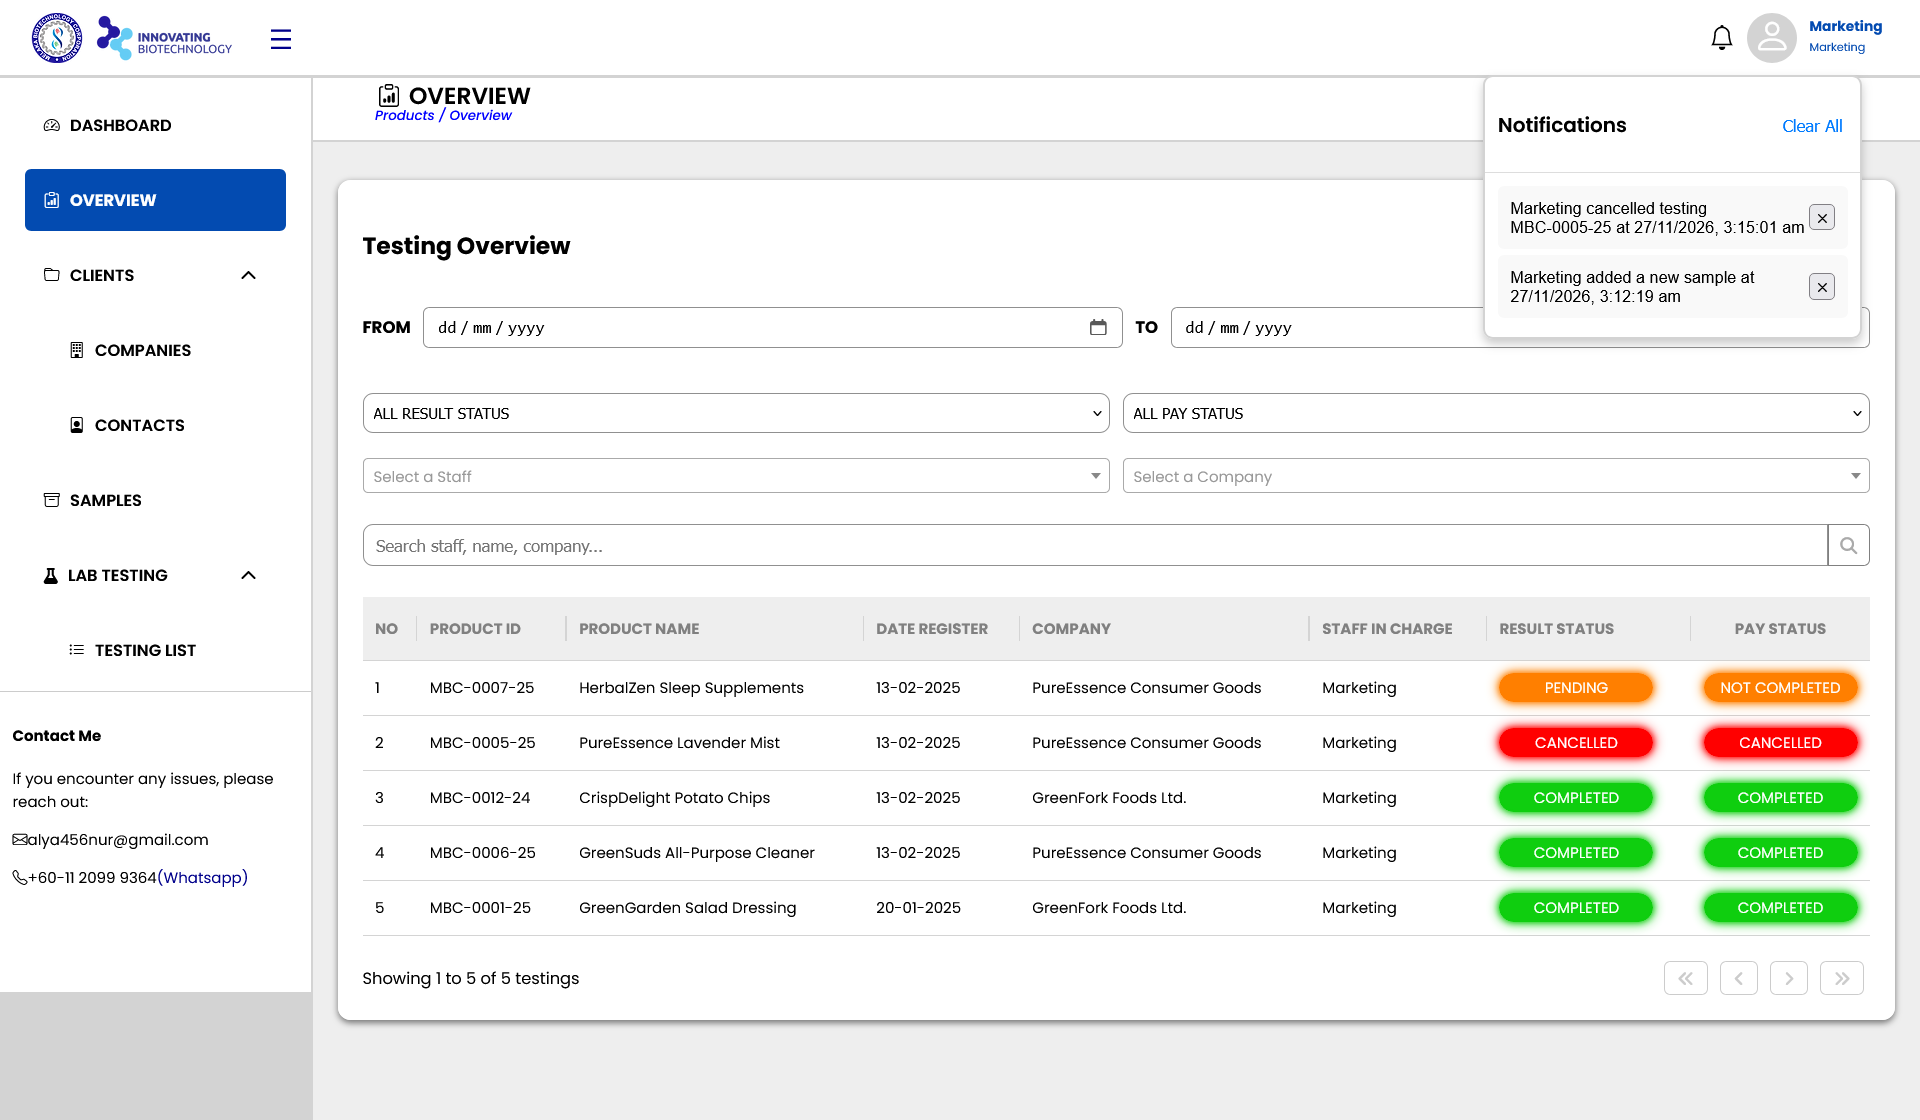 INNOVATING
BIOTECHNOLOGY
Marketing
Marketing
DASHBOARD
OVERVIEW
CLIENTS
COMPANIES
CONTACTS
SAMPLES
LAB TESTING
TESTING LIST
Contact Me
If you encounter any issues, please
reach out:
alya456nur@gmail.com
+60-11 2099 9364(Whatsapp)
OVERVIEW
Products / Overview
Notifications
Clear All
Marketing cancelled testing
MBC-0005-25 at 27/11/2026, 3:15:01 am
Marketing added a new sample at
27/11/2026, 3:12:19 am
Testing Overview
FROM dd / mm / yyyy TO dd / mm / yyyy
ALL RESULT STATUS ALL PAY STATUS
Select a Staff Select a Company
Search staff, name, company...
NO PRODUCT ID PRODUCT NAME DATE REGISTER COMPANY STAFF IN CHARGE RESULT STATUS PAY STATUS
1 MBC-0007-25 HerbalZen Sleep Supplements 13-02-2025 PureEssence Consumer Goods Marketing PENDING NOT COMPLETED
2 MBC-0005-25 PureEssence Lavender Mist 13-02-2025 PureEssence Consumer Goods Marketing CANCELLED CANCELLED
3 MBC-0012-24 CrispDelight Potato Chips 13-02-2025 GreenFork Foods Ltd. Marketing COMPLETED COMPLETED
4 MBC-0006-25 GreenSuds All-Purpose Cleaner 13-02-2025 PureEssence Consumer Goods Marketing COMPLETED COMPLETED
5 MBC-0001-25 GreenGarden Salad Dressing 20-01-2025 GreenFork Foods Ltd. Marketing COMPLETED COMPLETED
Showing 1 to 5 of 5 testings